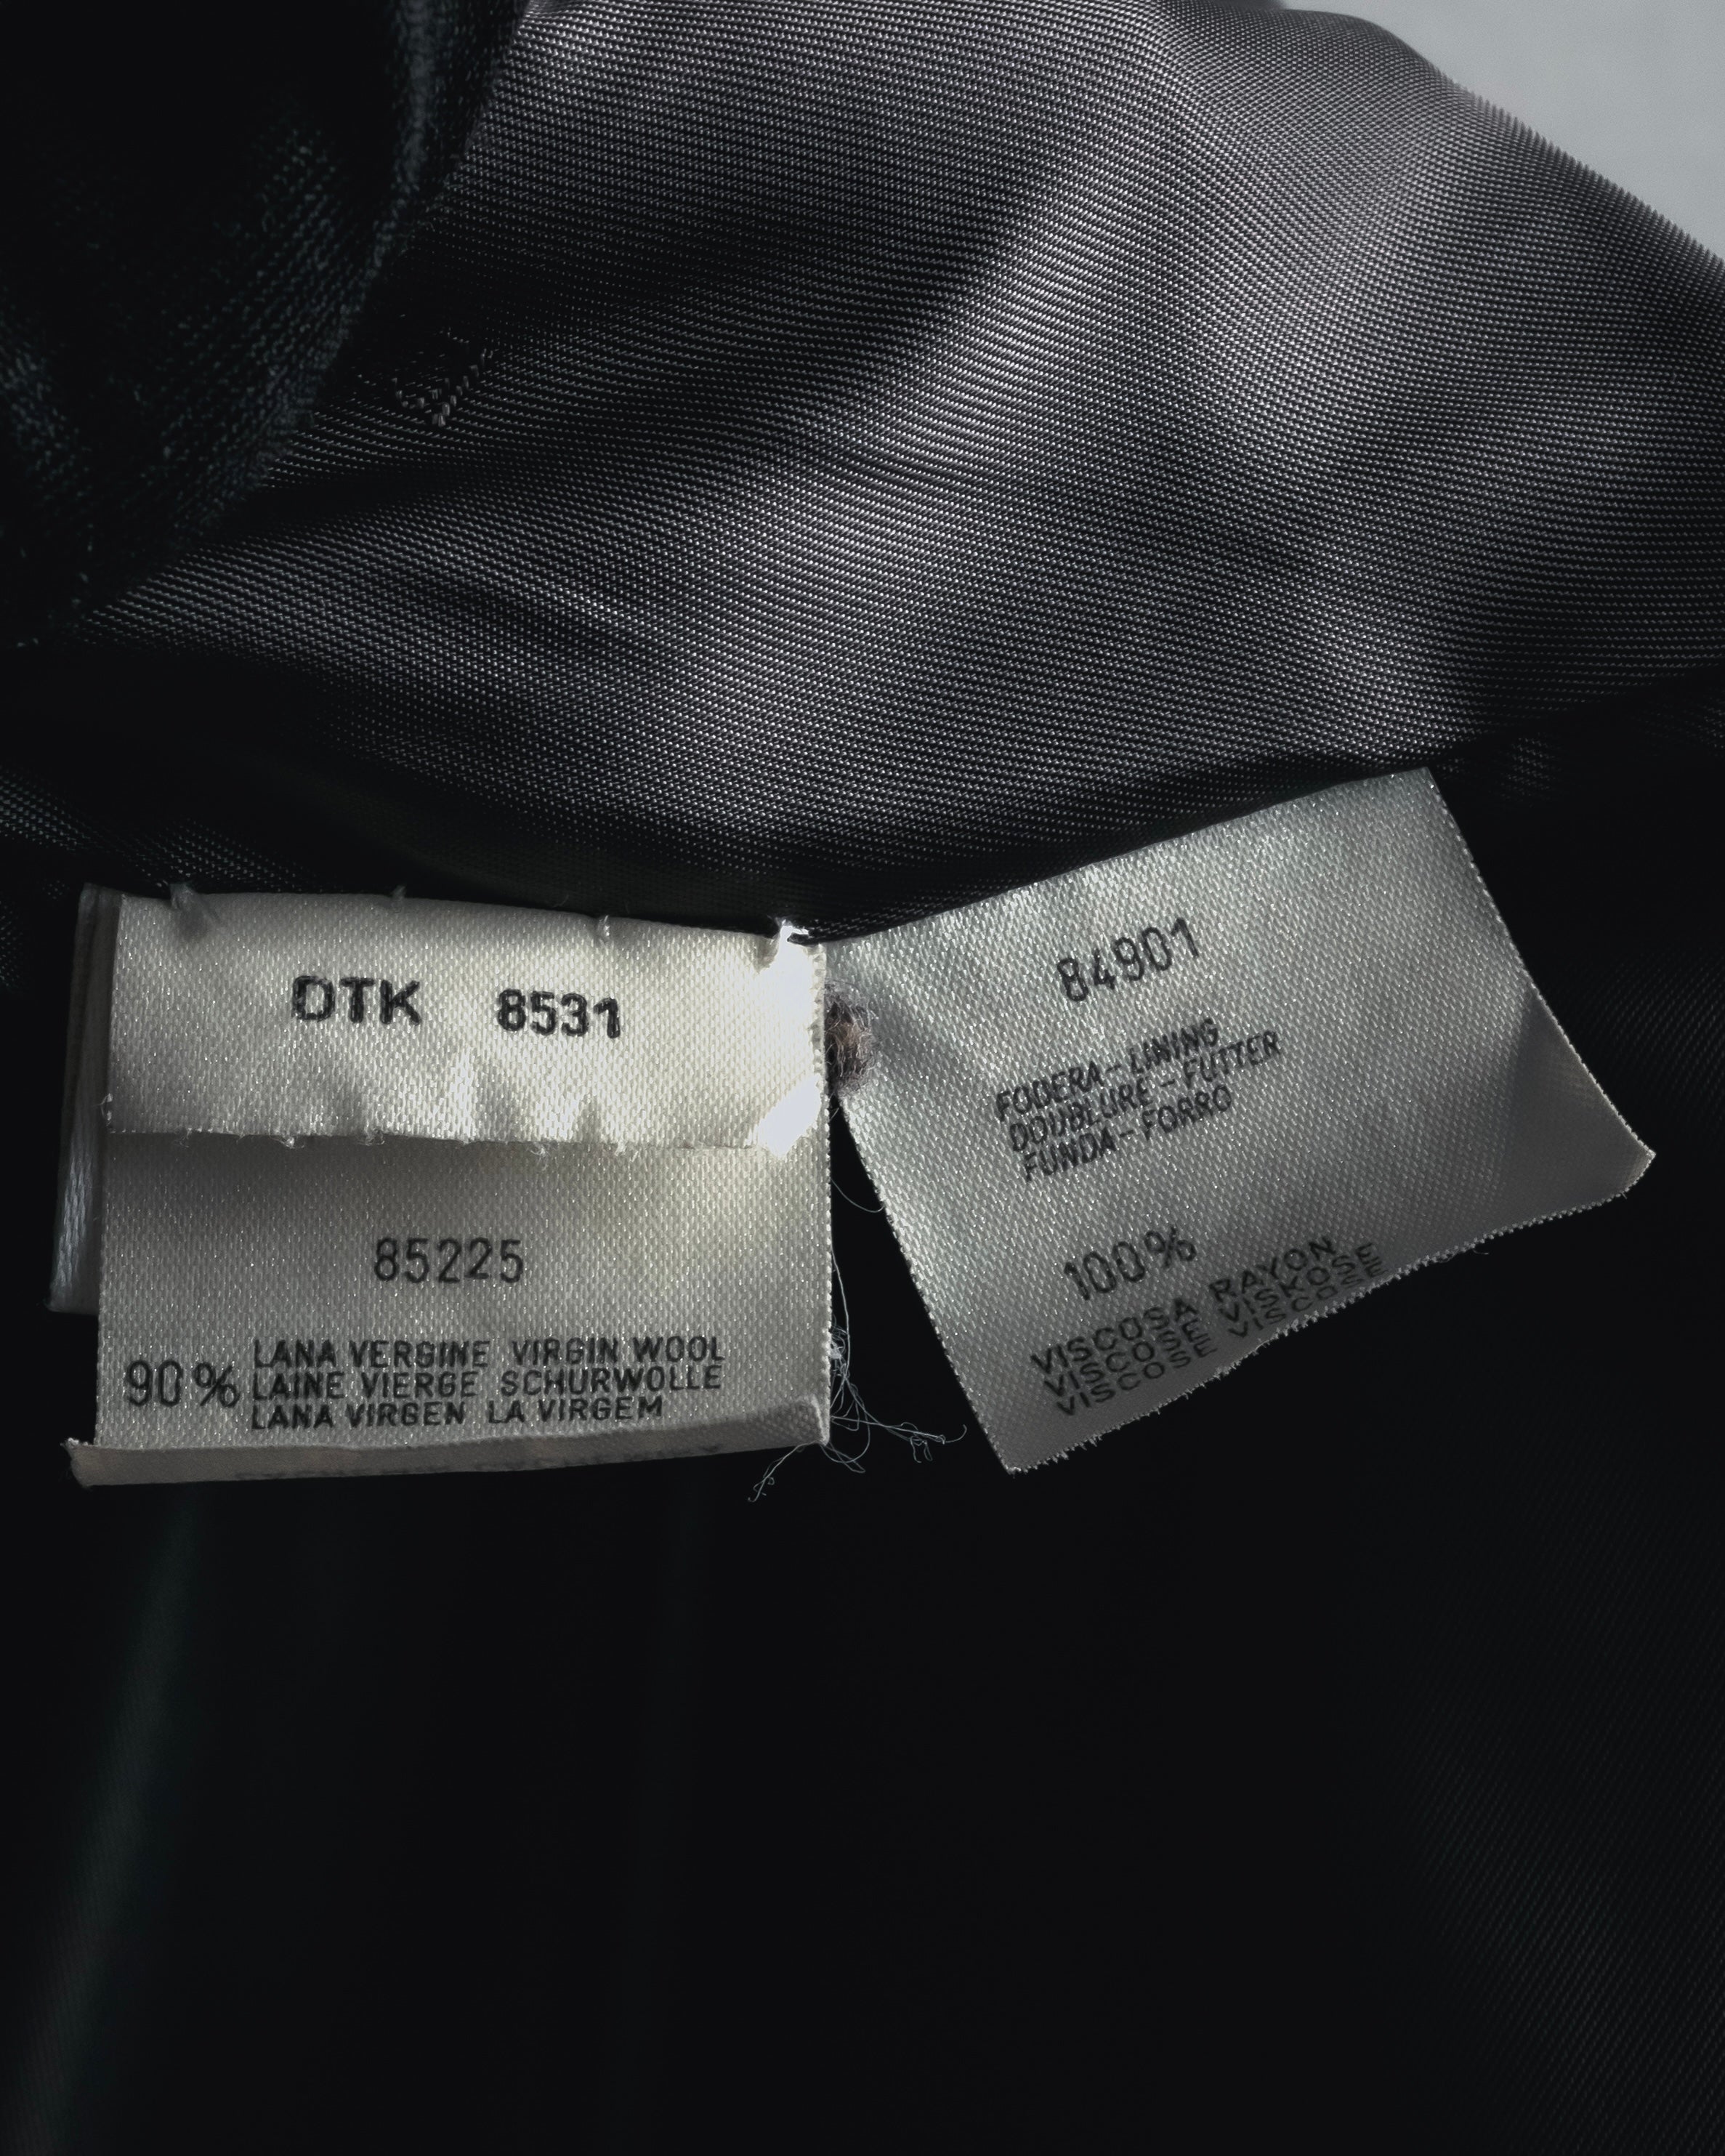 DTK 8531
85225
90% LANA VERGINE VIRGIN WOOL
LAINE VIERGE SCHURWOLLE
LANA VIRGEN LA VIRGEM
84901
FODERA-LINING
DOUBLURE-FUTTER
FUNDA-FORRO
100%
VISCOSA RAYON
VISCOSE VISKOSE
VISCOSE VISCOSE